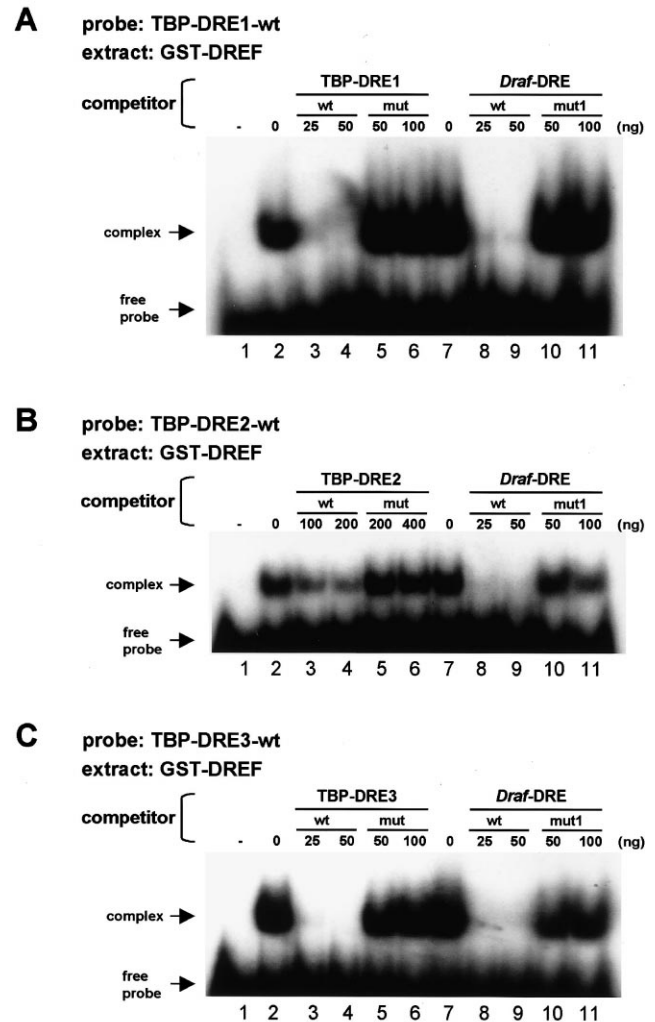 A
probe: TBP-DRE1-wt
extract: GST-DREF
TBP-DRE1 Draf-DRE
competitor wt mut wt mut1
- 0 25 50 50 100 0 25 50 50 100 (ng)
complex
free
probe
1 2 3 4 5 6 7 8 9 10 11
B
probe: TBP-DRE2-wt
extract: GST-DREF
TBP-DRE2 Draf-DRE
competitor wt mut wt mut1
- 0 100 200 200 400 0 25 50 50 100 (ng)
complex
free
probe
1 2 3 4 5 6 7 8 9 10 11
C
probe: TBP-DRE3-wt
extract: GST-DREF
TBP-DRE3 Draf-DRE
competitor wt mut wt mut1
- 0 25 50 50 100 0 25 50 50 100 (ng)
complex
free
probe
1 2 3 4 5 6 7 8 9 10 11